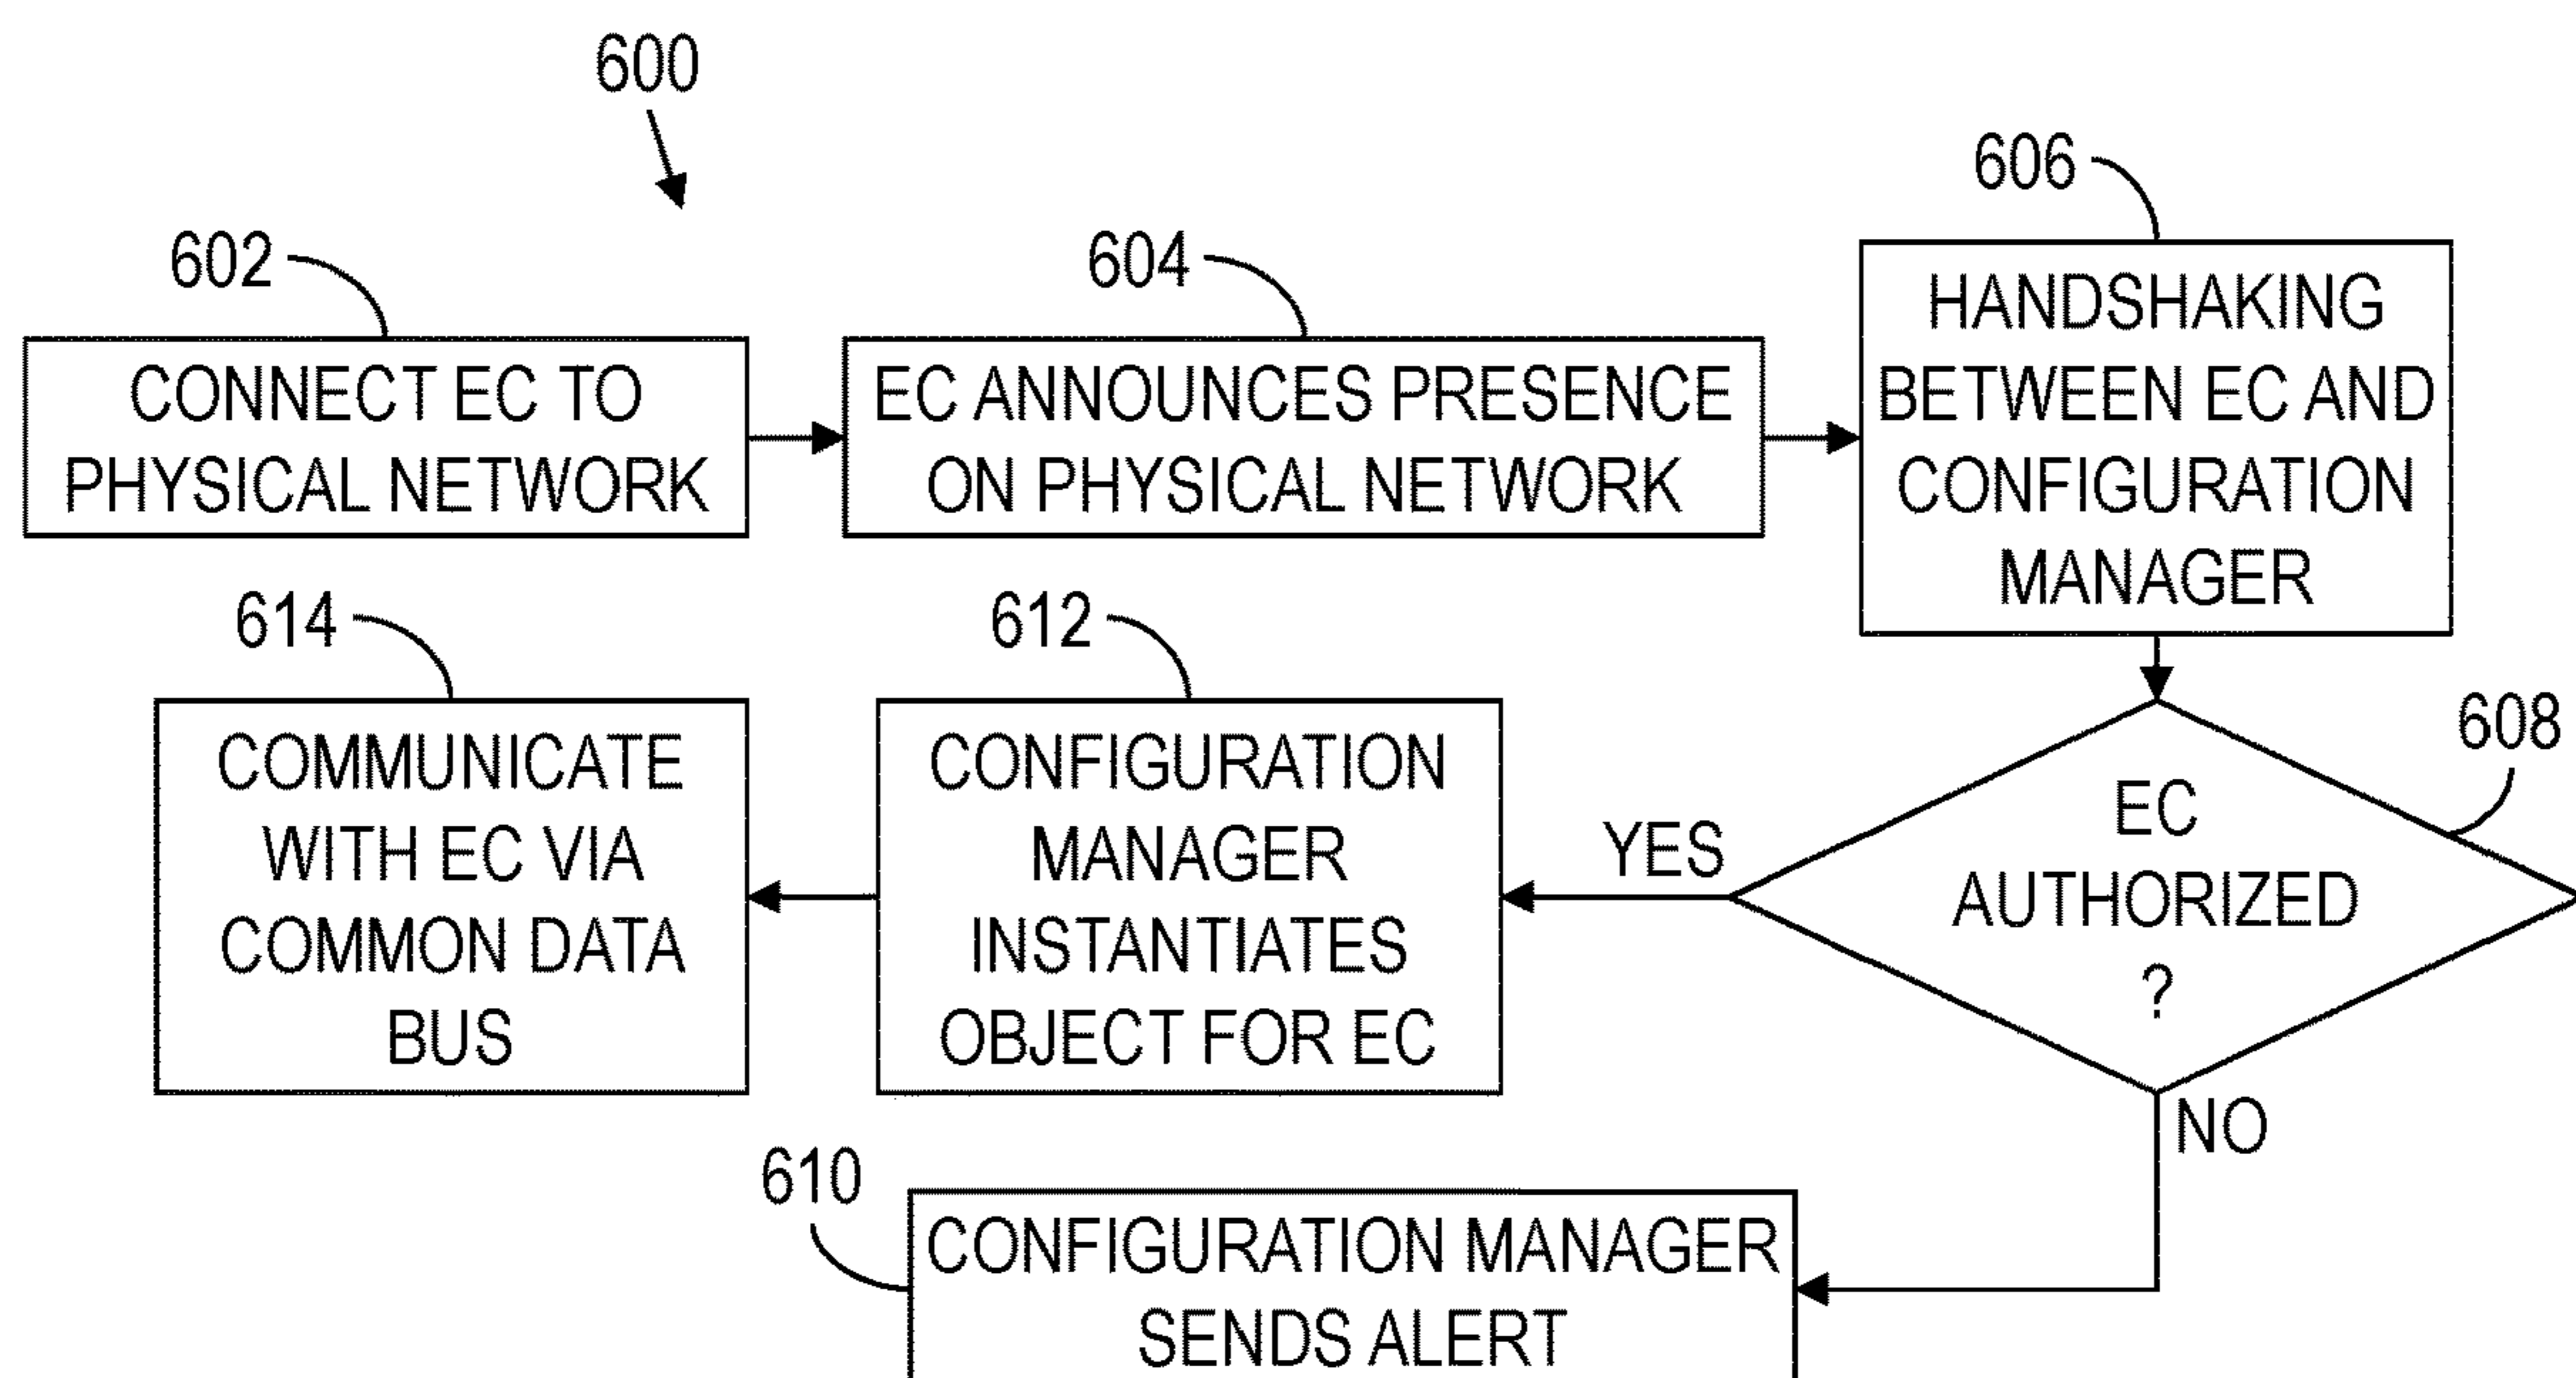 600
602
CONNECT EC TO
PHYSICAL NETWORK
604
EC ANNOUNCES PRESENCE
ON PHYSICAL NETWORK
606
HANDSHAKING
BETWEEN EC AND
CONFIGURATION
MANAGER
608
EC
AUTHORIZED
?
YES
612
CONFIGURATION
MANAGER
INSTANTIATES
OBJECT FOR EC
614
COMMUNICATE
WITH EC VIA
COMMON DATA
BUS
NO
610
CONFIGURATION MANAGER
SENDS ALERT